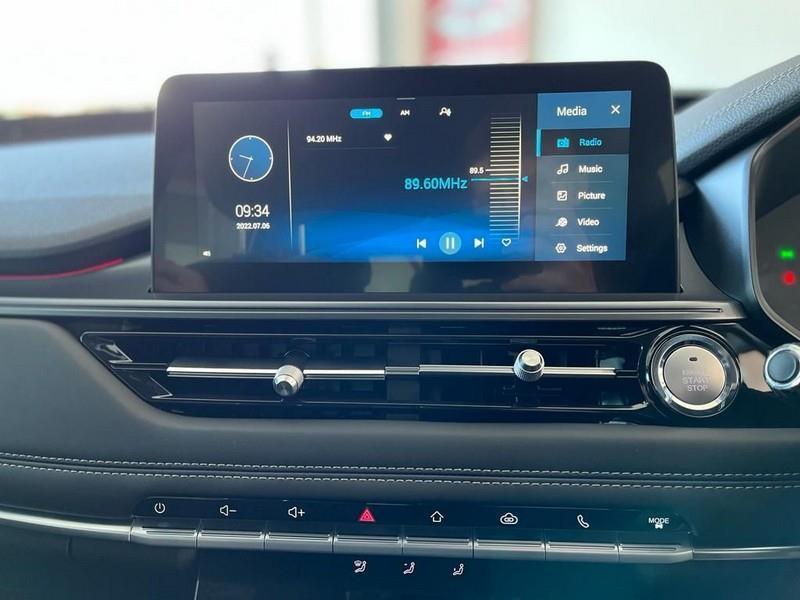 FM
AM
94.20 MHz
89.5
89.60MHz
09:34
2022.07.06
Media
Radio
Music
Picture
Video
Settings
START
STOP
MODE